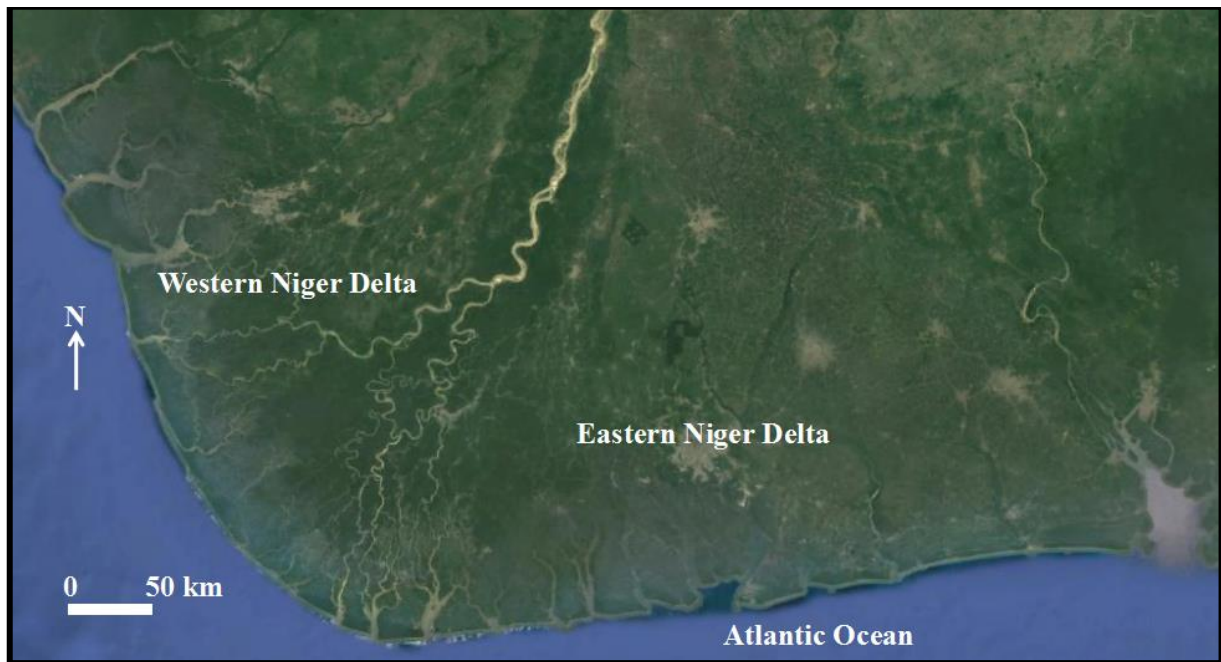 Western Niger Delta
N
Eastern Niger Delta
0 50 km
Atlantic Ocean